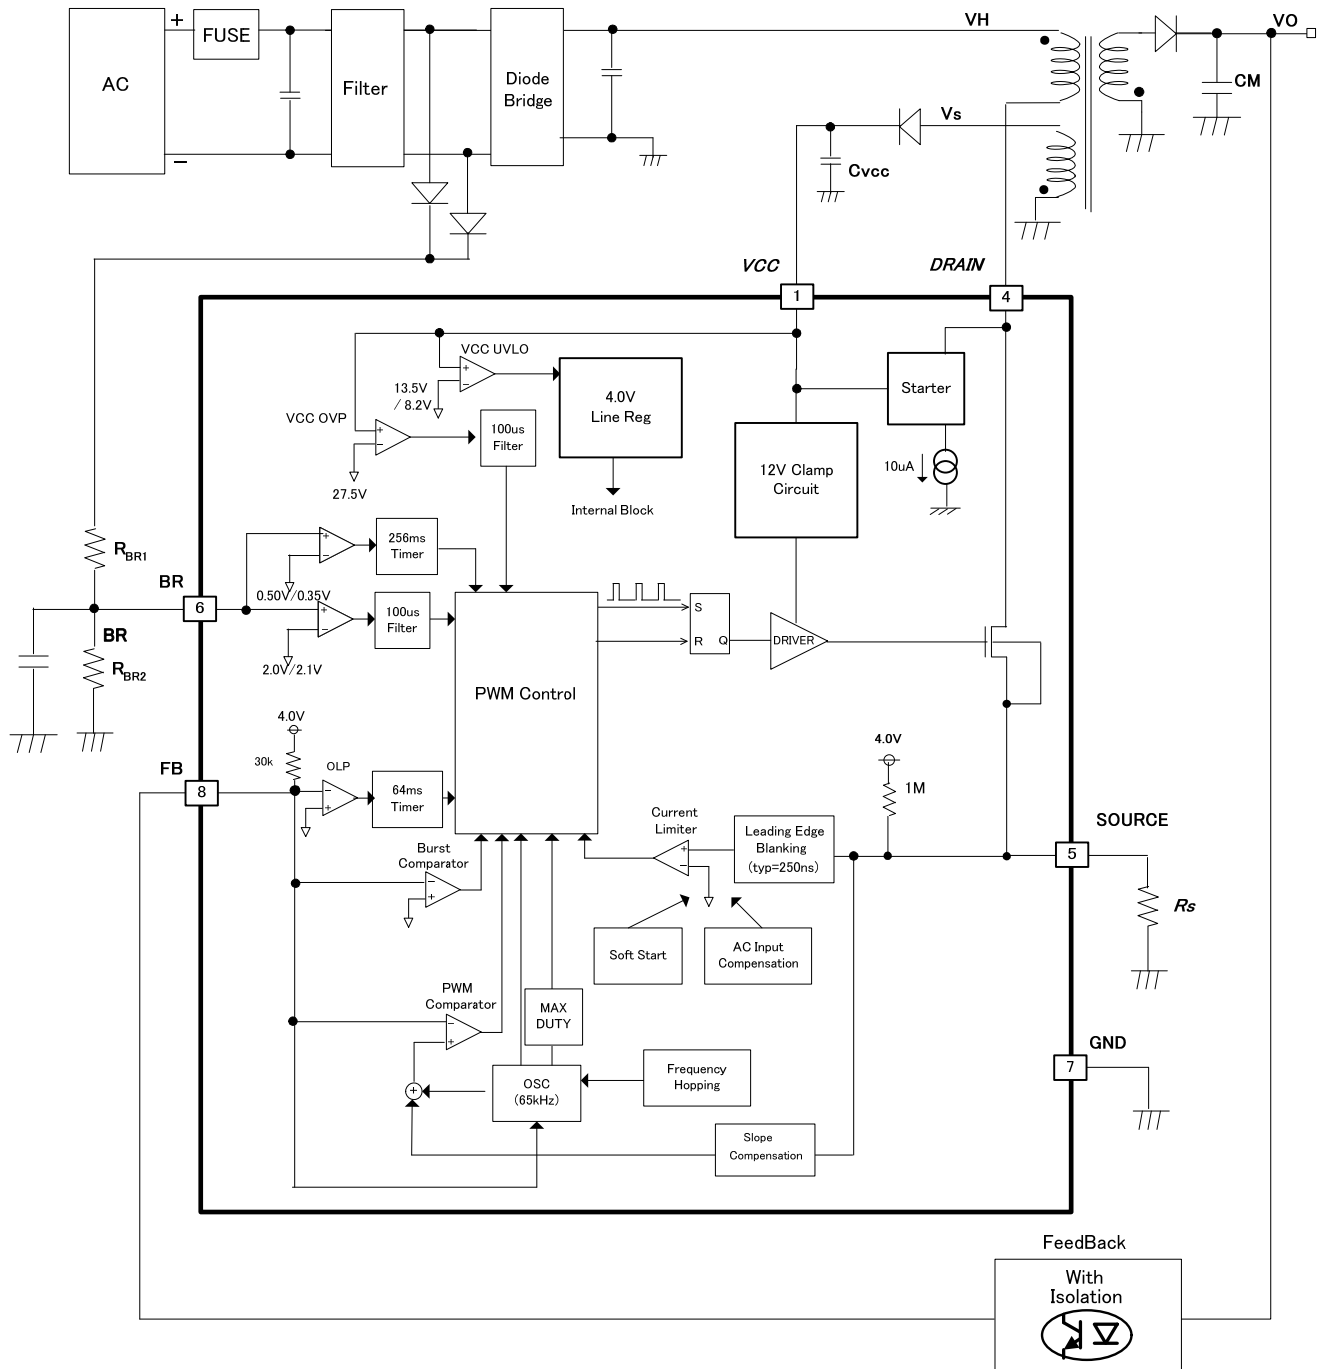 +
FUSE
VH
VO
AC
Filter
Diode
Bridge
CM
Vs
−
Cvcc
VCC
DRAIN
1
4
VCC UVLO
13.5V
/ 8.2V
4.0V
Line Reg
Starter
VCC OVP
100us
Filter
27.5V
12V Clamp
Circuit
10uA
Internal Block
RBR1
256ms
Timer
BR
6
0.50V/0.35V
100us
Filter
S
R
Q
DRIVER
BR
RBR2
2.0V/2.1V
PWM Control
4.0V
30k
FB
8
OLP
64ms
Timer
4.0V
1M
Current
Limiter
Leading Edge
Blanking
(typ=250ns)
SOURCE
5
Rs
Burst
Comparator
Soft Start
AC Input
Compensation
PWM
Comparator
MAX
DUTY
GND
7
OSC
(65kHz)
Frequency
Hopping
Slope
Compensation
FeedBack
With
Isolation